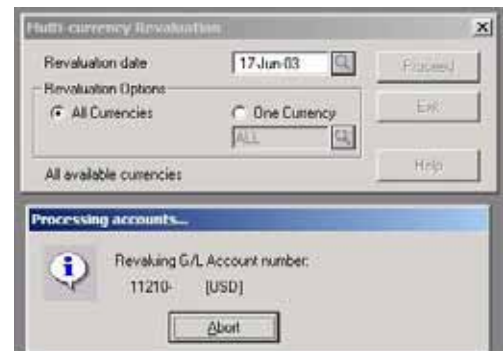 Multi-currency Revaluation
Revaluation date 17-Jun-03 Proceed
Revaluation Options
All Currencies One Currency Exit
ALL
All available currencies Help
Processing accounts...
Revaluing G/L Account number:
11210- [USD]
Abort